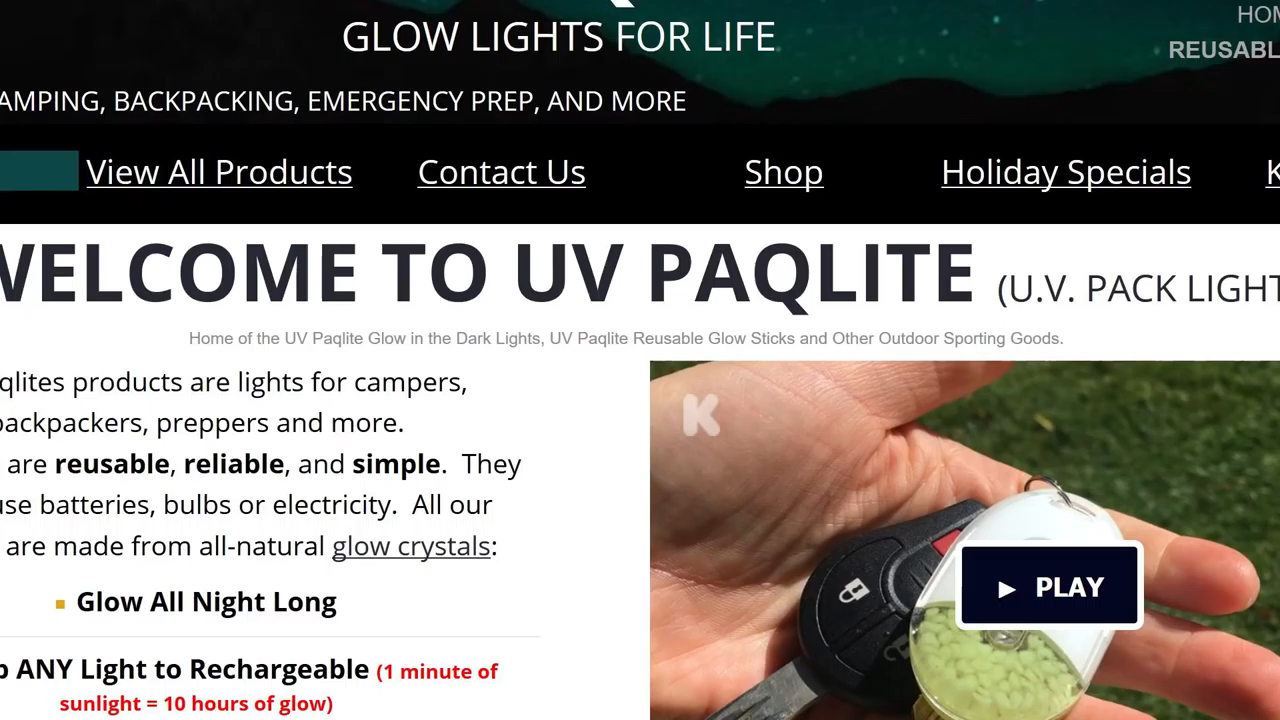 GLOW LIGHTS FOR LIFE
HOM
REUSABL
AMPING, BACKPACKING, EMERGENCY PREP, AND MORE
View All Products Contact Us Shop Holiday Specials K
WELCOME TO UV PAQLITE (U.V. PACK LIGHT
Home of the UV Paqlite Glow in the Dark Lights, UV Paqlite Reusable Glow Sticks and Other Outdoor Sporting Goods.
qlites products are lights for campers,
backpackers, preppers and more.
are reusable, reliable, and simple. They
use batteries, bulbs or electricity. All our
are made from all-natural glow crystals:
Glow All Night Long
ANY Light to Rechargeable (1 minute of
sunlight = 10 hours of glow)
K
PLAY